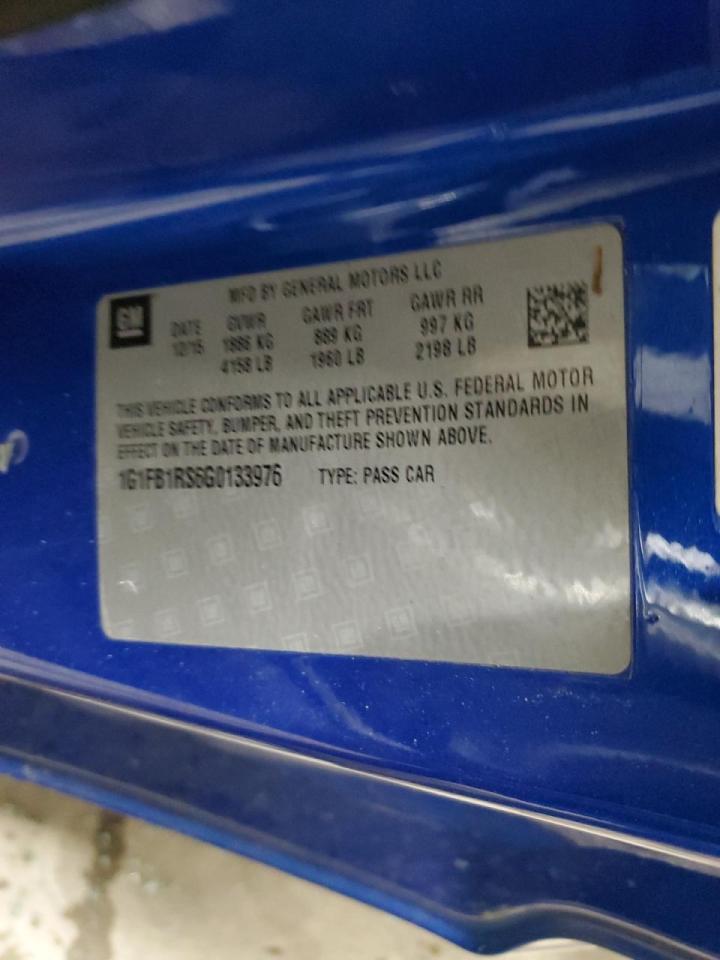 GM
MFD BY GENERAL MOTORS LLC
DATE GVWR GAWR FRT GAWR RR
12/15 1886 KG 889 KG 997 KG
4158 LB 1960 LB 2198 LB
THIS VEHICLE CONFORMS TO ALL APPLICABLE U.S. FEDERAL MOTOR
VEHICLE SAFETY, BUMPER, AND THEFT PREVENTION STANDARDS IN
EFFECT ON THE DATE OF MANUFACTURE SHOWN ABOVE.
1G1FB1RS6G0133976 TYPE: PASS CAR